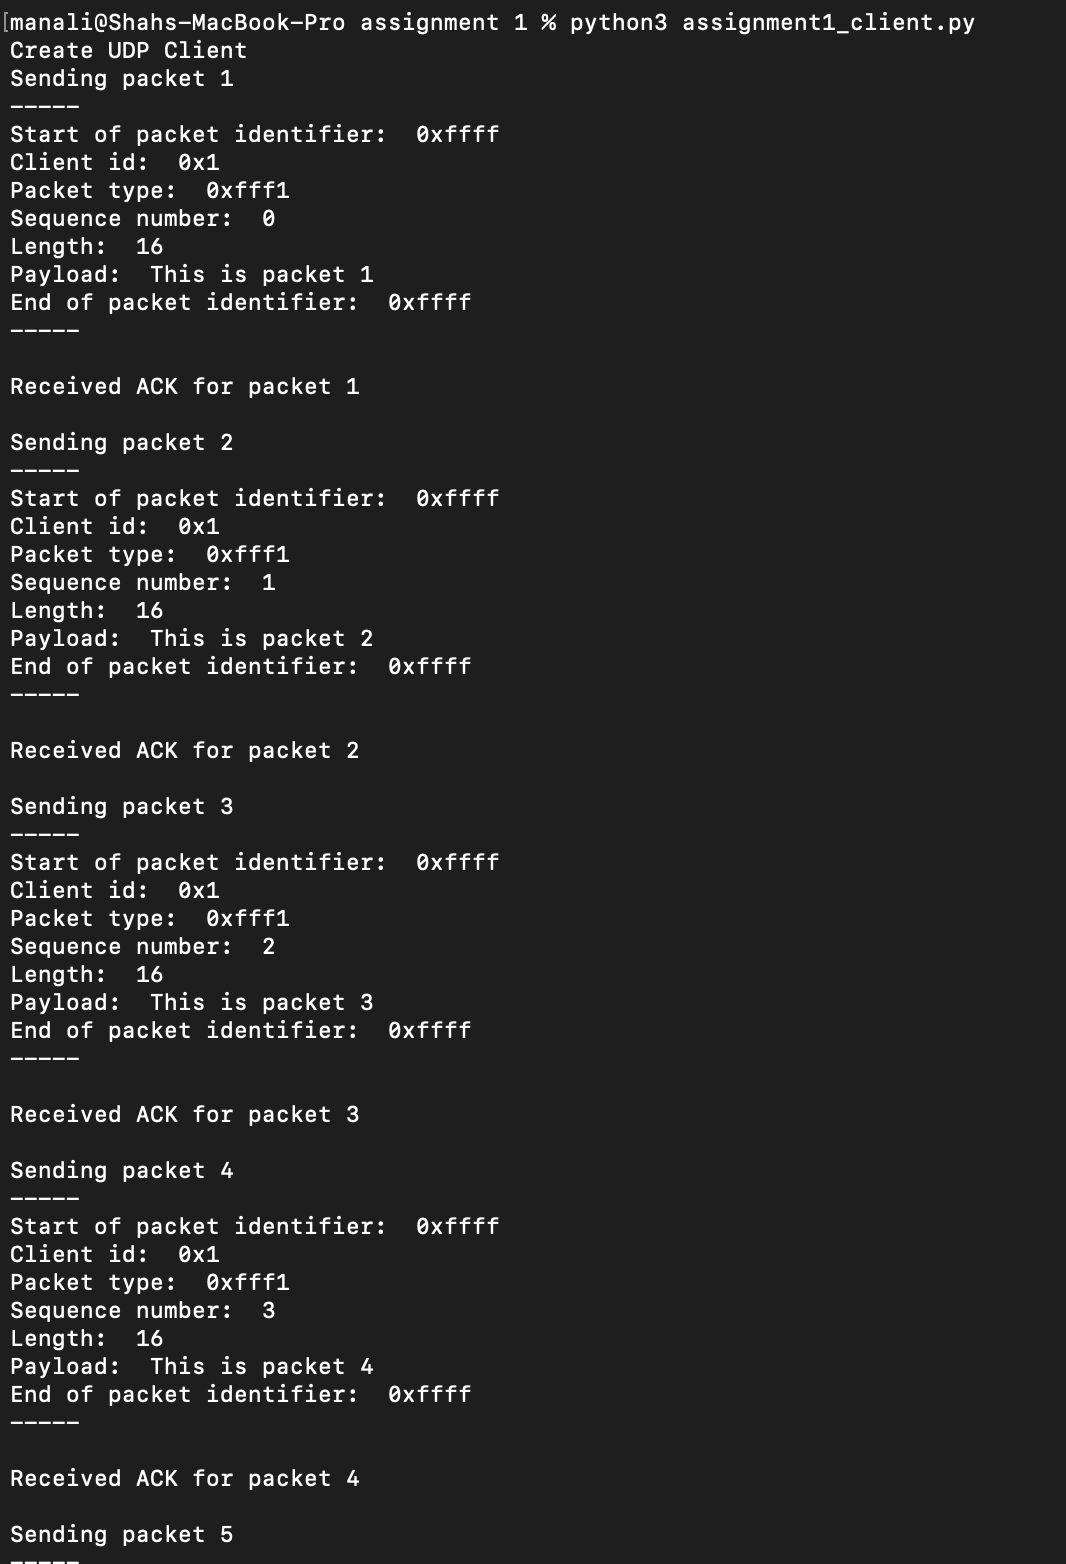 [manali@Shahs-MacBook-Pro assignment 1 % python3 assignment1_client.py
Create UDP Client
Sending packet 1
-----
Start of packet identifier:  0xffff
Client id:  0x1
Packet type:  0xfff1
Sequence number:  0
Length:  16
Payload:  This is packet 1
End of packet identifier:  0xffff
-----

Received ACK for packet 1

Sending packet 2
-----
Start of packet identifier:  0xffff
Client id:  0x1
Packet type:  0xfff1
Sequence number:  1
Length:  16
Payload:  This is packet 2
End of packet identifier:  0xffff
-----

Received ACK for packet 2

Sending packet 3
-----
Start of packet identifier:  0xffff
Client id:  0x1
Packet type:  0xfff1
Sequence number:  2
Length:  16
Payload:  This is packet 3
End of packet identifier:  0xffff
-----

Received ACK for packet 3

Sending packet 4
-----
Start of packet identifier:  0xffff
Client id:  0x1
Packet type:  0xfff1
Sequence number:  3
Length:  16
Payload:  This is packet 4
End of packet identifier:  0xffff
-----

Received ACK for packet 4

Sending packet 5
-----